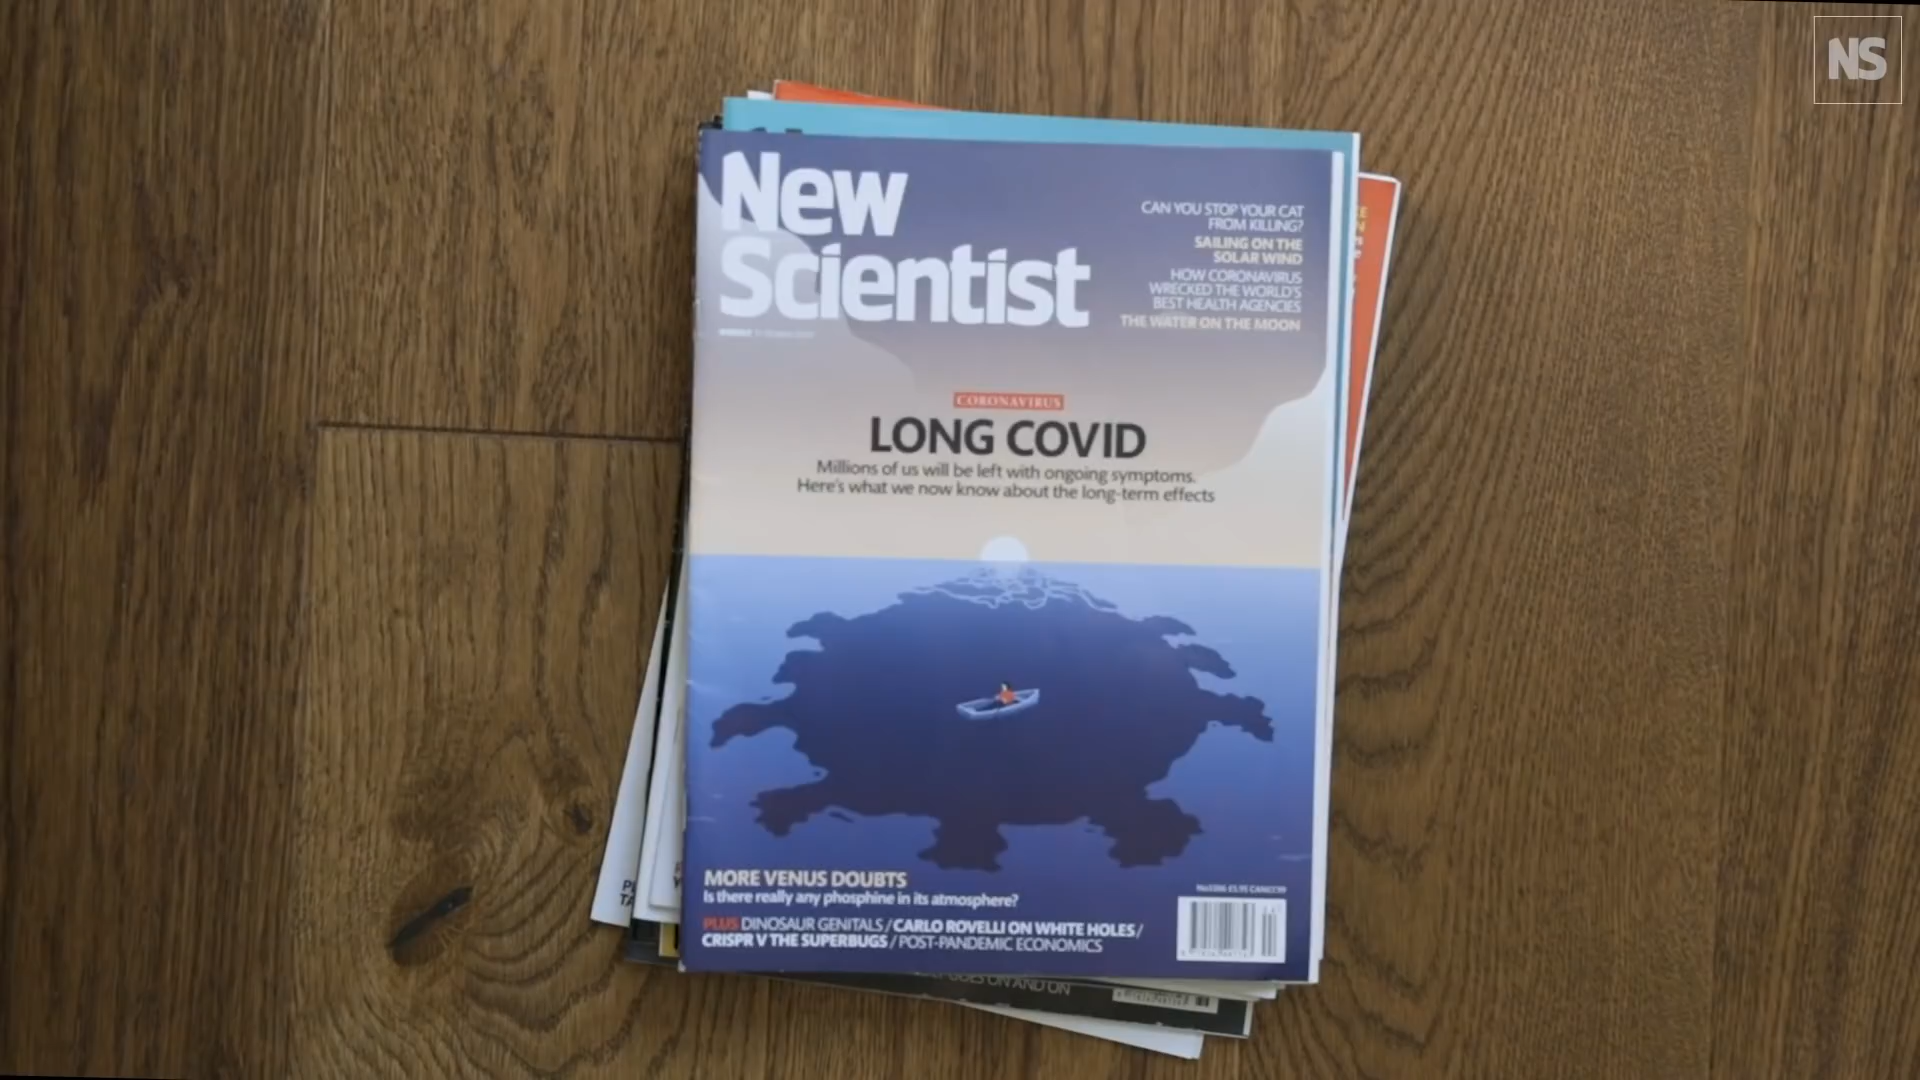 NS
New
Scientist
CAN YOU STOP YOUR CAT
FROM KILLING?
SAILING ON THE
SOLAR WIND
HOW CORONAVIRUS
WRECKED THE WORLD'S
BEST HEALTH AGENCIES
THE WATER ON THE MOON
CORONAVIRUS
LONG COVID
Millions of us will be left with ongoing symptoms.
Here's what we now know about the long-term effects
MORE VENUS DOUBTS
Is there really any phosphine in its atmosphere?
PLUS DINOSAUR GENITALS / CARLO ROVELLI ON WHITE HOLES /
CRISPR V THE SUPERBUGS / POST-PANDEMIC ECONOMICS
ON AND ON